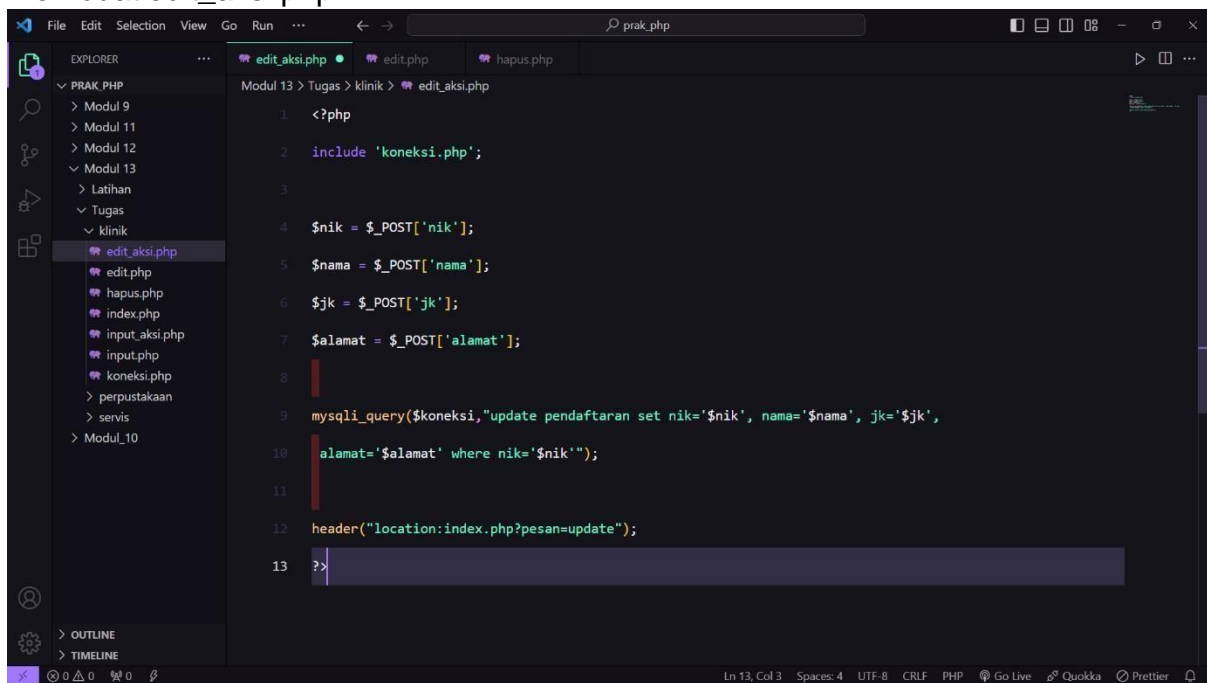 File Edit Selection View Go Run ... prak_php
EXPLORER ...
PRAK_PHP
Modul 9
Modul 11
Modul 12
Modul 13
Latihan
Tugas
klinik
edit_aksi.php
edit.php
hapus.php
index.php
input_aksi.php
input.php
koneksi.php
perpustakaan
servis
Modul_10
OUTLINE
TIMELINE
edit_aksi.php edit.php hapus.php
Modul 13 > Tugas > klinik > edit_aksi.php
1 <?php
2 include 'koneksi.php';
3
4 $nik = $_POST['nik'];
5 $nama = $_POST['nama'];
6 $jk = $_POST['jk'];
7 $alamat = $_POST['alamat'];
8
9 mysqli_query($koneksi,"update pendaftaran set nik='$nik', nama='$nama', jk='$jk',
10 alamat='$alamat' where nik='$nik'");
11
12 header("location:index.php?pesan=update");
13 ?>
0 0 0 Ln 13, Col 3 Spaces: 4 UTF-8 CRLF PHP Go Live Quokka Prettier